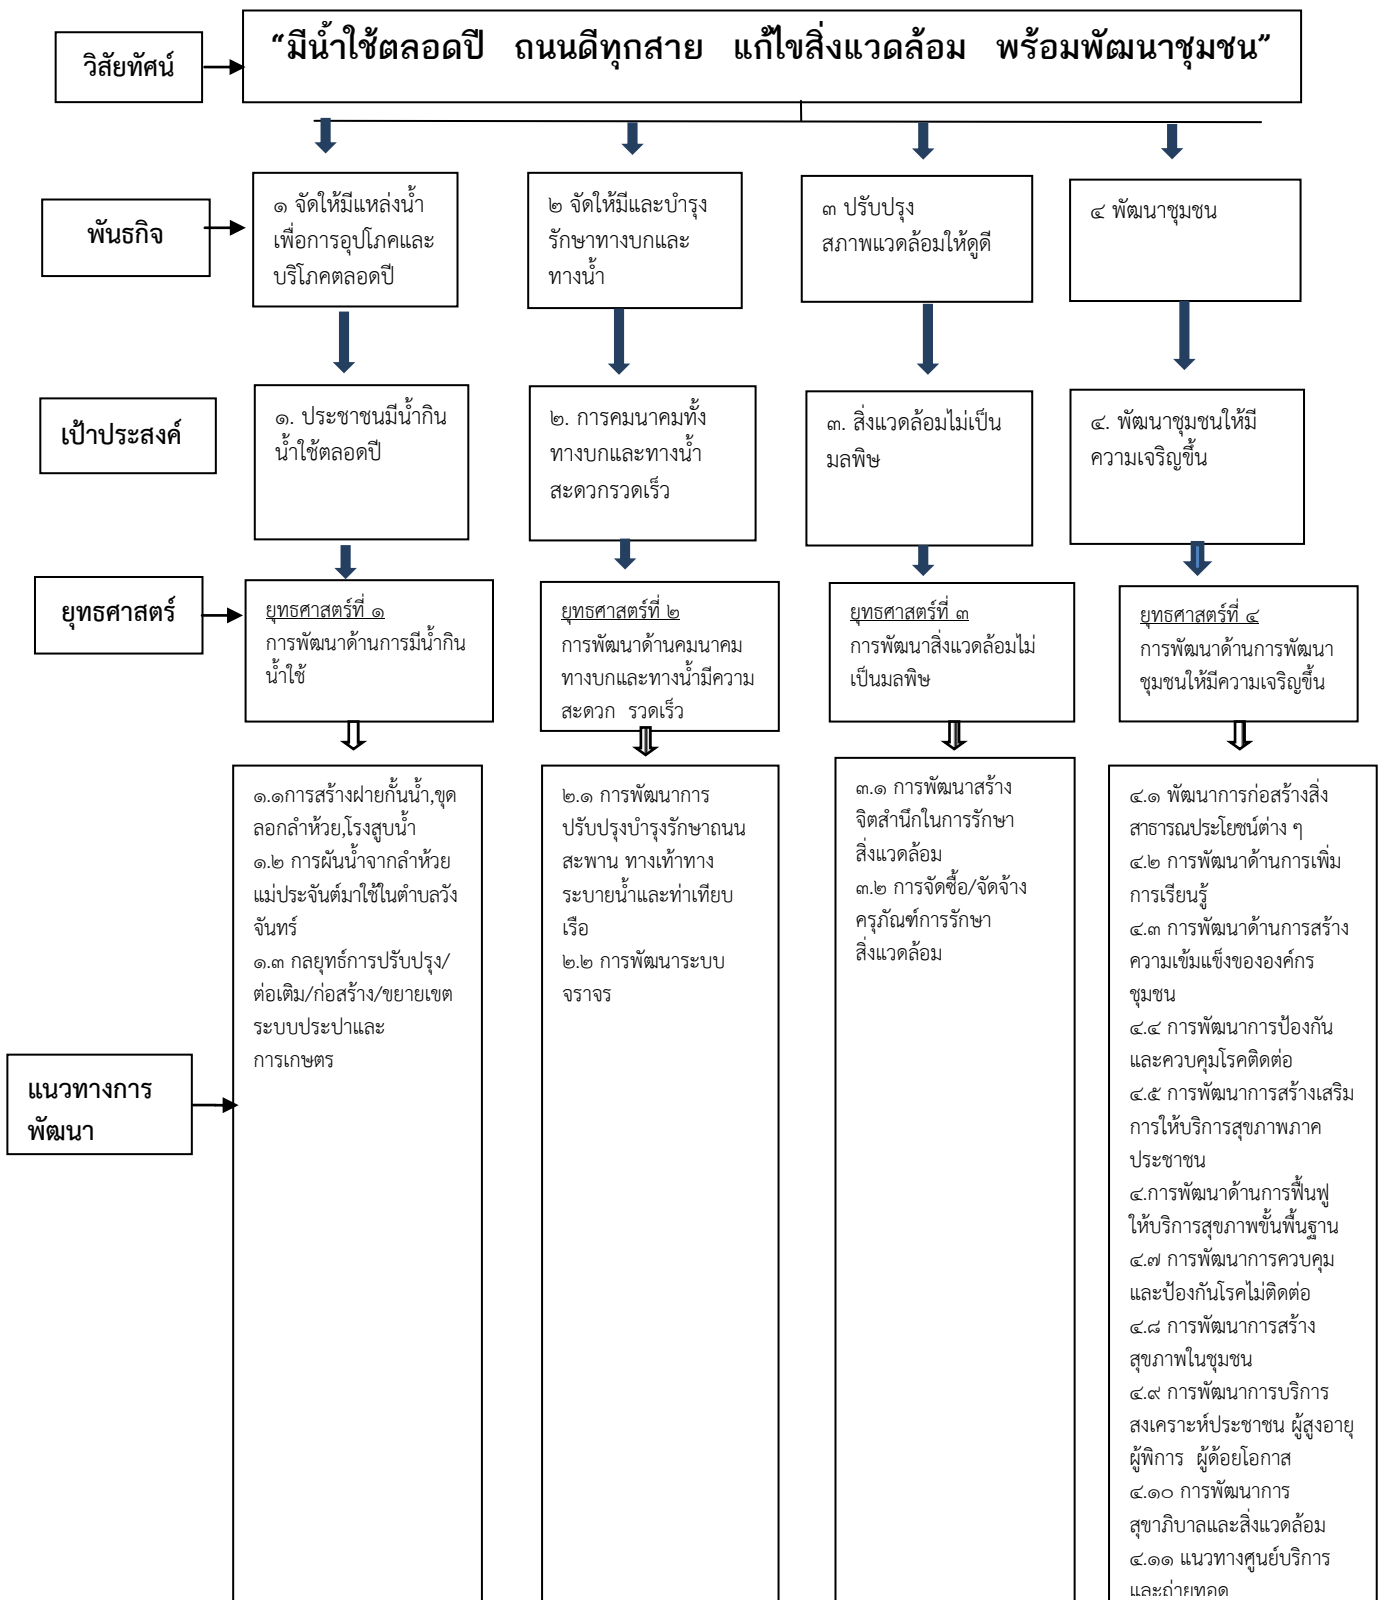 วิสัยทัศน์
“มีน้ำใช้ตลอดปี ถนนดีทุกสาย แก้ไขสิ่งแวดล้อม พร้อมพัฒนาชุมชน”
พันธกิจ
๑ จัดให้มีแหล่งน้ำ
เพื่อการอุปโภคและ
บริโภคตลอดปี
๒ จัดให้มีและบำรุง
รักษาทางบกและ
ทางน้ำ
๓ ปรับปรุง
สภาพแวดล้อมให้ดูดี
๔ พัฒนาชุมชน
เป้าประสงค์
๑. ประชาชนมีน้ำกิน
น้ำใช้ตลอดปี
๒. การคมนาคมทั้ง
ทางบกและทางน้ำ
สะดวกรวดเร็ว
๓. สิ่งแวดล้อมไม่เป็น
มลพิษ
๔. พัฒนาชุมชนให้มี
ความเจริญขึ้น
ยุทธศาสตร์
ยุทธศาสตร์ที่ ๑
การพัฒนาด้านการมีน้ำกิน
น้ำใช้
ยุทธศาสตร์ที่ ๒
การพัฒนาด้านคมนาคม
ทางบกและทางน้ำมีความ
สะดวก รวดเร็ว
ยุทธศาสตร์ที่ ๓
การพัฒนาสิ่งแวดล้อมไม่
เป็นมลพิษ
ยุทธศาสตร์ที่ ๔
การพัฒนาด้านการพัฒนา
ชุมชนให้มีความเจริญขึ้น
แนวทางการ
พัฒนา
๑.๑การสร้างฝายกั้นน้ำ,ขุด
ลอกลำห้วย,โรงสูบน้ำ
๑.๒ การผันน้ำจากลำห้วย
แม่ประจันต์มาใช้ในตำบลวัง
จันทร์
๑.๓ กลยุทธ์การปรับปรุง/
ต่อเติม/ก่อสร้าง/ขยายเขต
ระบบประปาและ
การเกษตร
๒.๑ การพัฒนาการ
ปรับปรุงบำรุงรักษาถนน
สะพาน ทางเท้าทาง
ระบายน้ำและท่าเทียบ
เรือ
๒.๒ การพัฒนาระบบ
จราจร
๓.๑ การพัฒนาสร้าง
จิตสำนึกในการรักษา
สิ่งแวดล้อม
๓.๒ การจัดซื้อ/จัดจ้าง
ครุภัณฑ์การรักษา
สิ่งแวดล้อม
๔.๑ พัฒนาการก่อสร้างสิ่ง
สาธารณประโยชน์ต่าง ๆ
๔.๒ การพัฒนาด้านการเพิ่ม
การเรียนรู้
๔.๓ การพัฒนาด้านการสร้าง
ความเข้มแข็งขององค์กร
ชุมชน
๔.๔ การพัฒนาการป้องกัน
และควบคุมโรคติดต่อ
๔.๕ การพัฒนาการสร้างเสริม
การให้บริการสุขภาพภาค
ประชาชน
๔.การพัฒนาด้านการฟื้นฟู
ให้บริการสุขภาพขั้นพื้นฐาน
๔.๗ การพัฒนาการควบคุม
และป้องกันโรคไม่ติดต่อ
๔.๘ การพัฒนาการสร้าง
สุขภาพในชุมชน
๔.๙ การพัฒนาการบริการ
สงเคราะห์ประชาชน ผู้สูงอายุ
ผู้พิการ ผู้ด้อยโอกาส
๔.๑๐ การพัฒนาการ
สุขาภิบาลและสิ่งแวดล้อม
๔.๑๑ แนวทางศูนย์บริการ
และถ่ายทอด